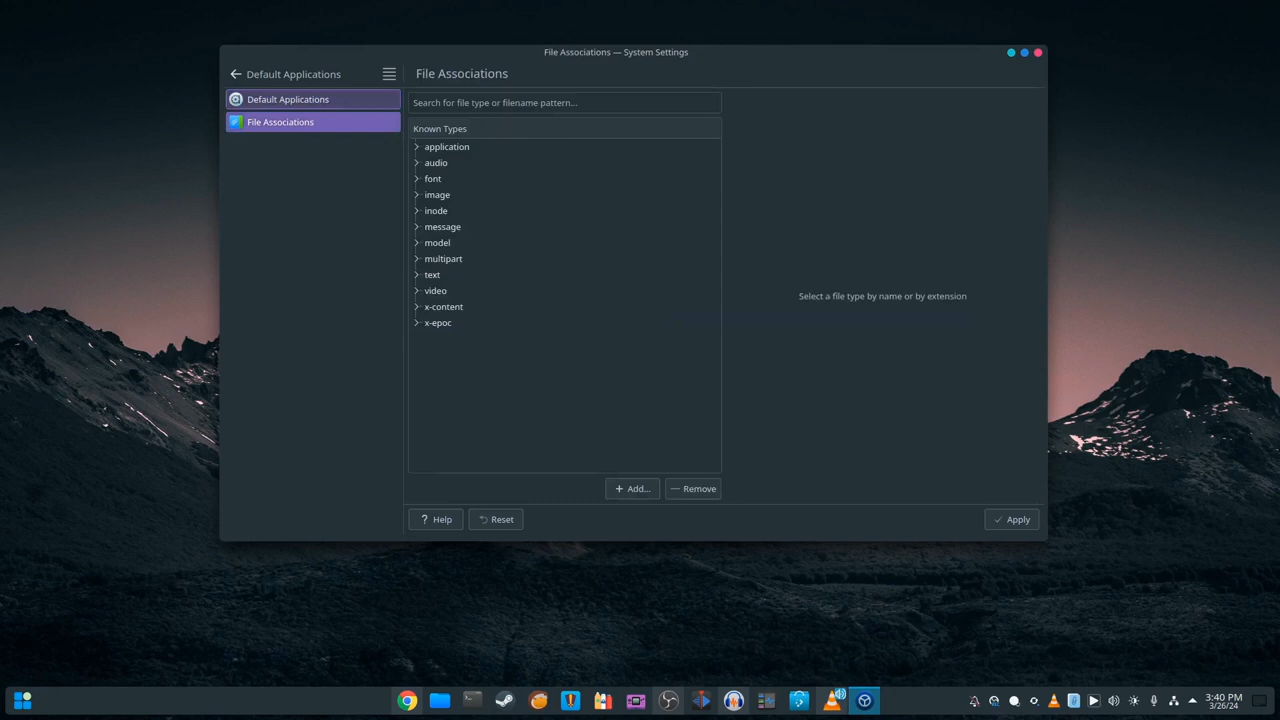 File Associations — System Settings
Default Applications
File Associations
Default Applications
File Associations
Search for file type or filename pattern...
Known Types
application
audio
font
image
inode
message
model
multipart
text
video
x-content
x-epoc
Select a file type by name or by extension
Add...
Remove
? Help
Reset
Apply
3:40 PM
3/26/24